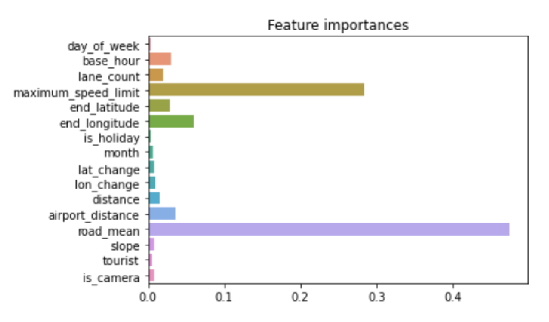 Feature importances
day_of_week
base_hour
lane_count
maximum_speed_limit
end_latitude
end_longitude
is_holiday
month
lat_change
lon_change
distance
airport_distance
road_mean
slope
tourist
is_camera
0.0 0.1 0.2 0.3 0.4